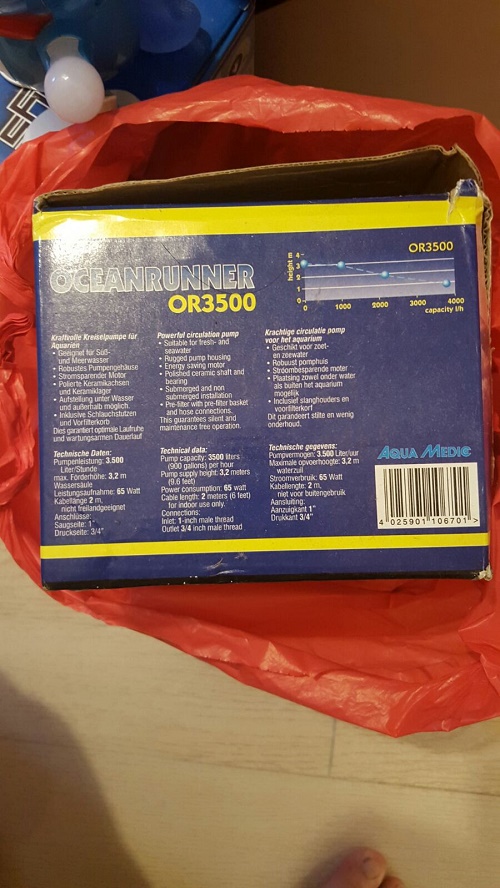 OCEANRUNNER
OR3500
OR3500
height m
4
3
2
1
0
0
1000
2000
3000
4000
capacity l/h
Kraftvolle Kreiselpumpe für
Aquarien
• Geeignet für Süß-
und Meerwasser
• Robustes Pumpengehäuse
• Stromsparender Motor
• Polierte Keramikachsen
und Keramiklager
• Aufstellung unter Wasser
und außerhalb möglich.
• Inklusive Schlauchstutzen
und Vorfilterkorb
Dies garantiert optimale Laufruhe
und wartungsarmen Dauerlauf
Technische Daten:
Pumpenleistung: 3.500
Liter/Stunde
max. Förderhöhe: 3,2 m
Wassersäule
Leistungsaufnahme: 65 Watt
Kabellänge 2 m,
nicht freilandgeeignet
Anschlüsse:
Saugseite: 1"
Druckseite: 3/4"
Powerful circulation pump
• Suitable for fresh- and
seawater
• Rugged pump housing
• Energy saving motor
• Polished ceramic shaft and
bearing
• Submerged and non
submerged installation
• Pre-filter with pre-filter basket
and hose connections.
This guarantees silent and
maintenance free operation.
Technical data:
Pump capacity: 3500 liters
(900 gallons) per hour
Pump supply height: 3,2 meters
(9.6 feet)
Power consumption: 65 watt
Cable length: 2 meters (6 feet)
for indoor use only.
Connections:
Inlet: 1-inch male thread
Outlet 3/4 inch male thread
Krachlige circulatie pomp
voor het aquarium
• Geschikt voor zoet-
en zeewater
• Robuust pomphuis
• Stroombesparende motor
• Plaatsing zowel onder water
als buiten het aquarium
mogelijk
• Inclusief slanghouders en
voorfilterkorf
Dit garandeert stilte en weinig
onderhoud.
Technische gegevens:
Pumpvermogen: 3.500 Liter/uur
Maximale opvoerhoogte: 3,2 m
waterzuil
Stroomverbruik: 65 Watt
Kabellengte: 2 m,
niet voor buitengebruik
Aansluiting:
Aanzuigkant 1"
Drukkant 3/4"
AQUA MEDIC
4 025901 106701 >